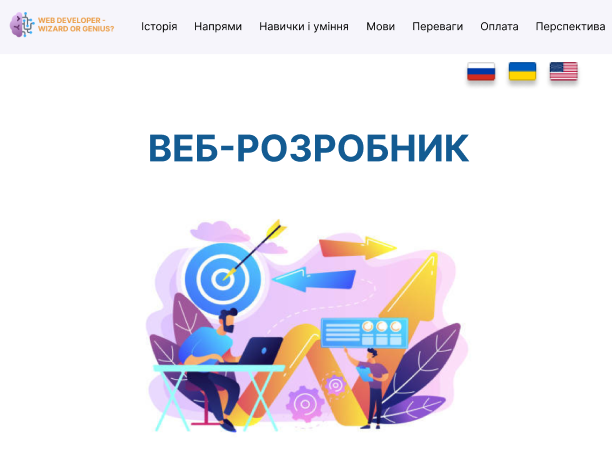 WEB DEVELOPER -
WIZARD OR GENIUS?
Історія Напрями Навички і уміння Мови Переваги Оплата Перспектива
ВЕБ-РОЗРОБНИК